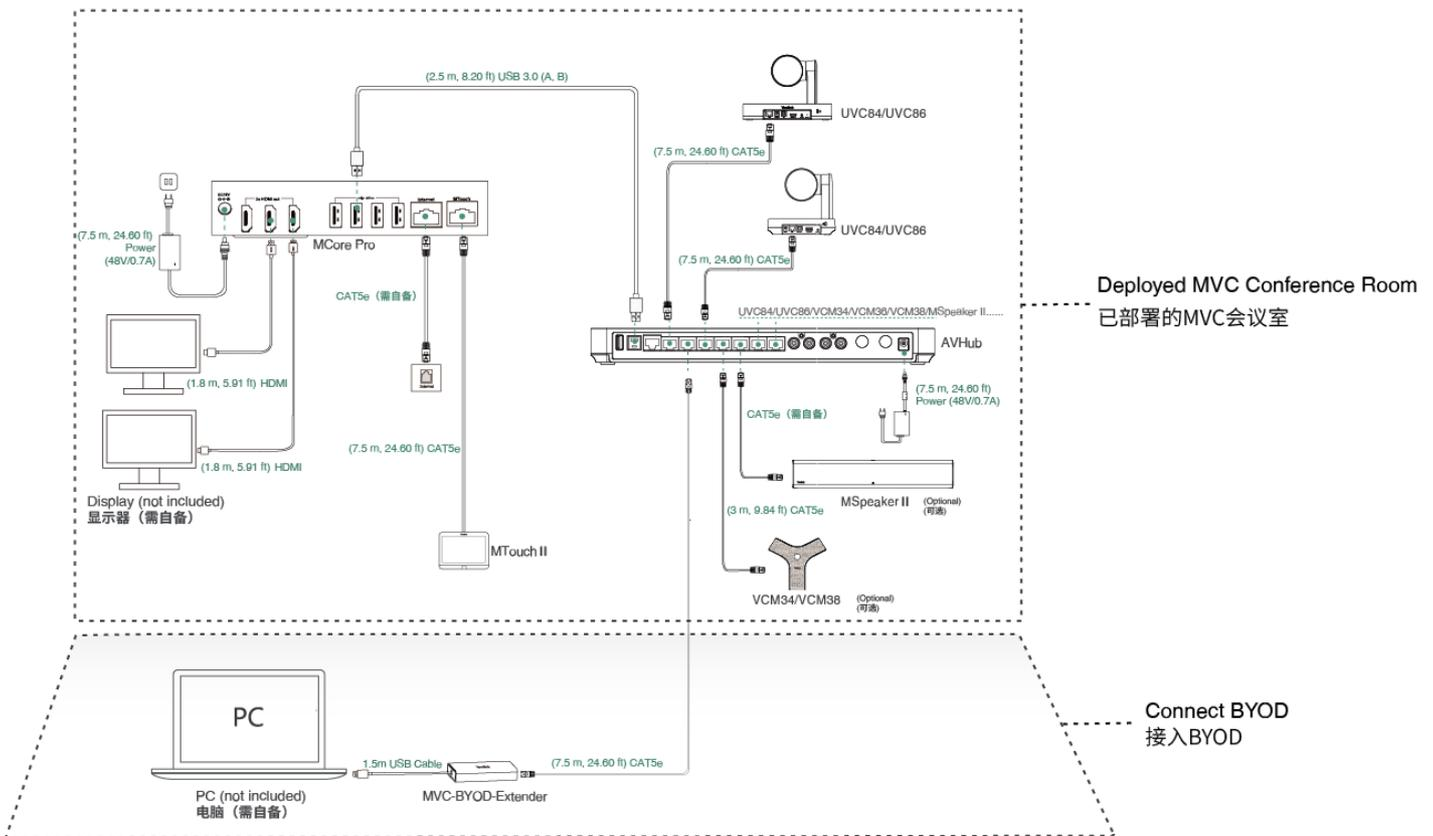 (2.5 m, 8.20 ft) USB 3.0 (A, B)
UVC84/UVC86
(7.5 m, 24.60 ft) CAT5e
UVC84/UVC86
(7.5 m, 24.60 ft) CAT5e
2x HDMI out
Internet
MTouch
MCore Pro
(7.5 m, 24.60 ft)
Power
(48V/0.7A)
CAT5e（需自备）
Internet
UVC84/UVC86/VCM34/VCM36/VCM38/MSpeaker II......
AVHub
Deployed MVC Conference Room
已部署的MVC会议室
(1.8 m, 5.91 ft) HDMI
(1.8 m, 5.91 ft) HDMI
Display (not included)
显示器（需自备）
(7.5 m, 24.60 ft) CAT5e
MTouch II
(7.5 m, 24.60 ft)
Power (48V/0.7A)
CAT5e（需自备）
MSpeaker II
(Optional)
(可选)
(3 m, 9.84 ft) CAT5e
VCM34/VCM38
(Optional)
(可选)
PC
1.5m USB Cable
(7.5 m, 24.60 ft) CAT5e
MVC-BYOD-Extender
PC (not included)
电脑（需自备）
Connect BYOD
接入BYOD